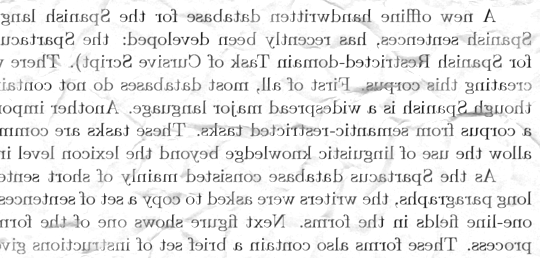 A new offline handwritten database for the Spanish lang
Spanish sentences, has recently been developed: the Spartacu
for Spanish Restricted-domain Task of Cursive Script). There
creating this corpus. First of all, most databases do not contai
though Spanish is a widespread major language. Another impo
a corpus from semantic-restricted tasks. These tasks are comm
allow the use of linguistic knowledge beyond the lexicon level i
As the Spartacus database consisted mainly of short sente
long paragraphs, the writers were asked to copy a set of sentences
one-line fields in the forms. Next figure shows one of the form
process. These forms also contain a brief set of instructions giv